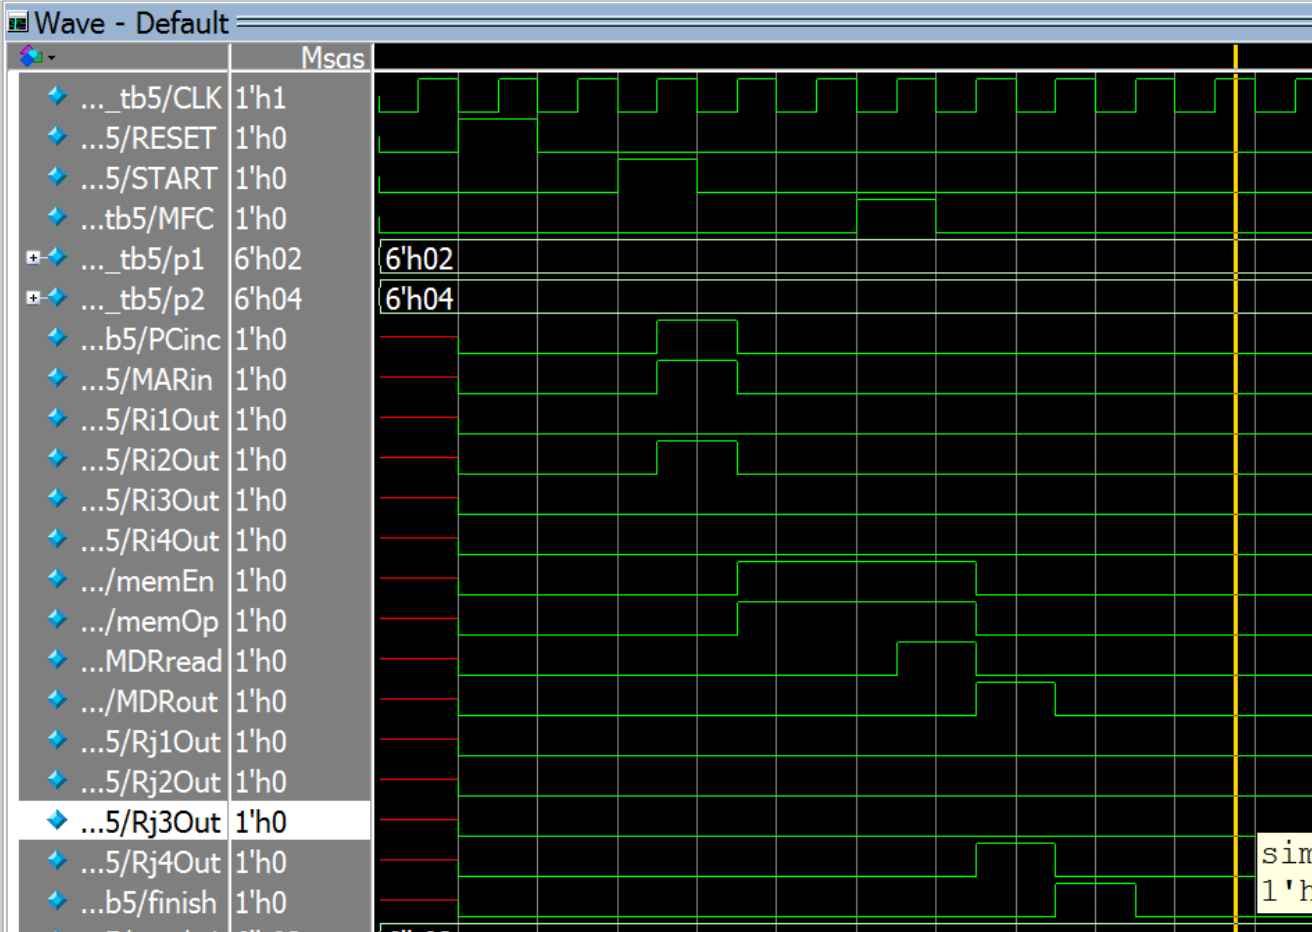 Wave - Default
Msgs
..._tb5/CLK 1'h1
...5/RESET 1'h0
...5/START 1'h0
...tb5/MFC 1'h0
..._tb5/p1 6'h02 6'h02
..._tb5/p2 6'h04 6'h04
...b5/PCinc 1'h0
...5/MARin 1'h0
...5/Ri1Out 1'h0
...5/Ri2Out 1'h0
...5/Ri3Out 1'h0
...5/Ri4Out 1'h0
.../memEn 1'h0
.../memOp 1'h0
...MDRread 1'h0
.../MDRout 1'h0
...5/Rj1Out 1'h0
...5/Rj2Out 1'h0
...5/Rj3Out 1'h0
...5/Rj4Out 1'h0
sim
...b5/finish 1'h0
1'h